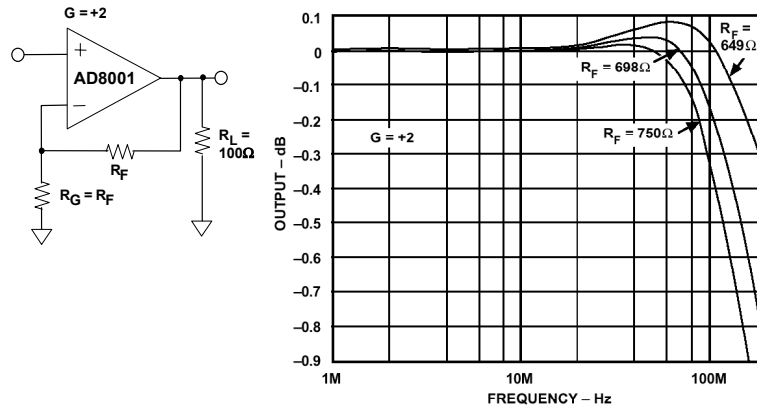 G = +2
+
AD8001
−
R_L =
100Ω
R_F
R_G = R_F
OUTPUT – dB
0.1
0
−0.1
−0.2
−0.3
−0.4
−0.5
−0.6
−0.7
−0.8
−0.9
G = +2
R_F =
649Ω
R_F = 698Ω
R_F = 750Ω
1M
10M
100M
FREQUENCY – Hz